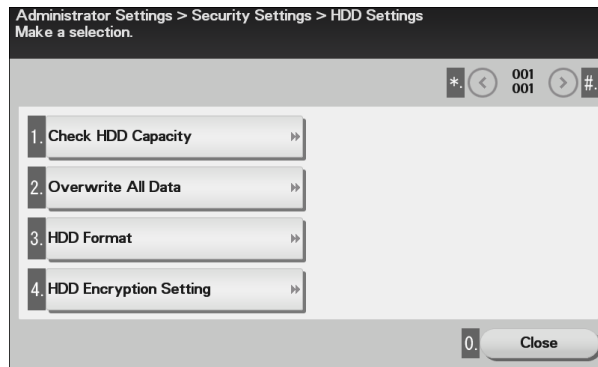 Administrator Settings > Security Settings > HDD Settings
Make a selection.
*. 001 #.
001
1. Check HDD Capacity
2. Overwrite All Data
3. HDD Format
4. HDD Encryption Setting
0. Close